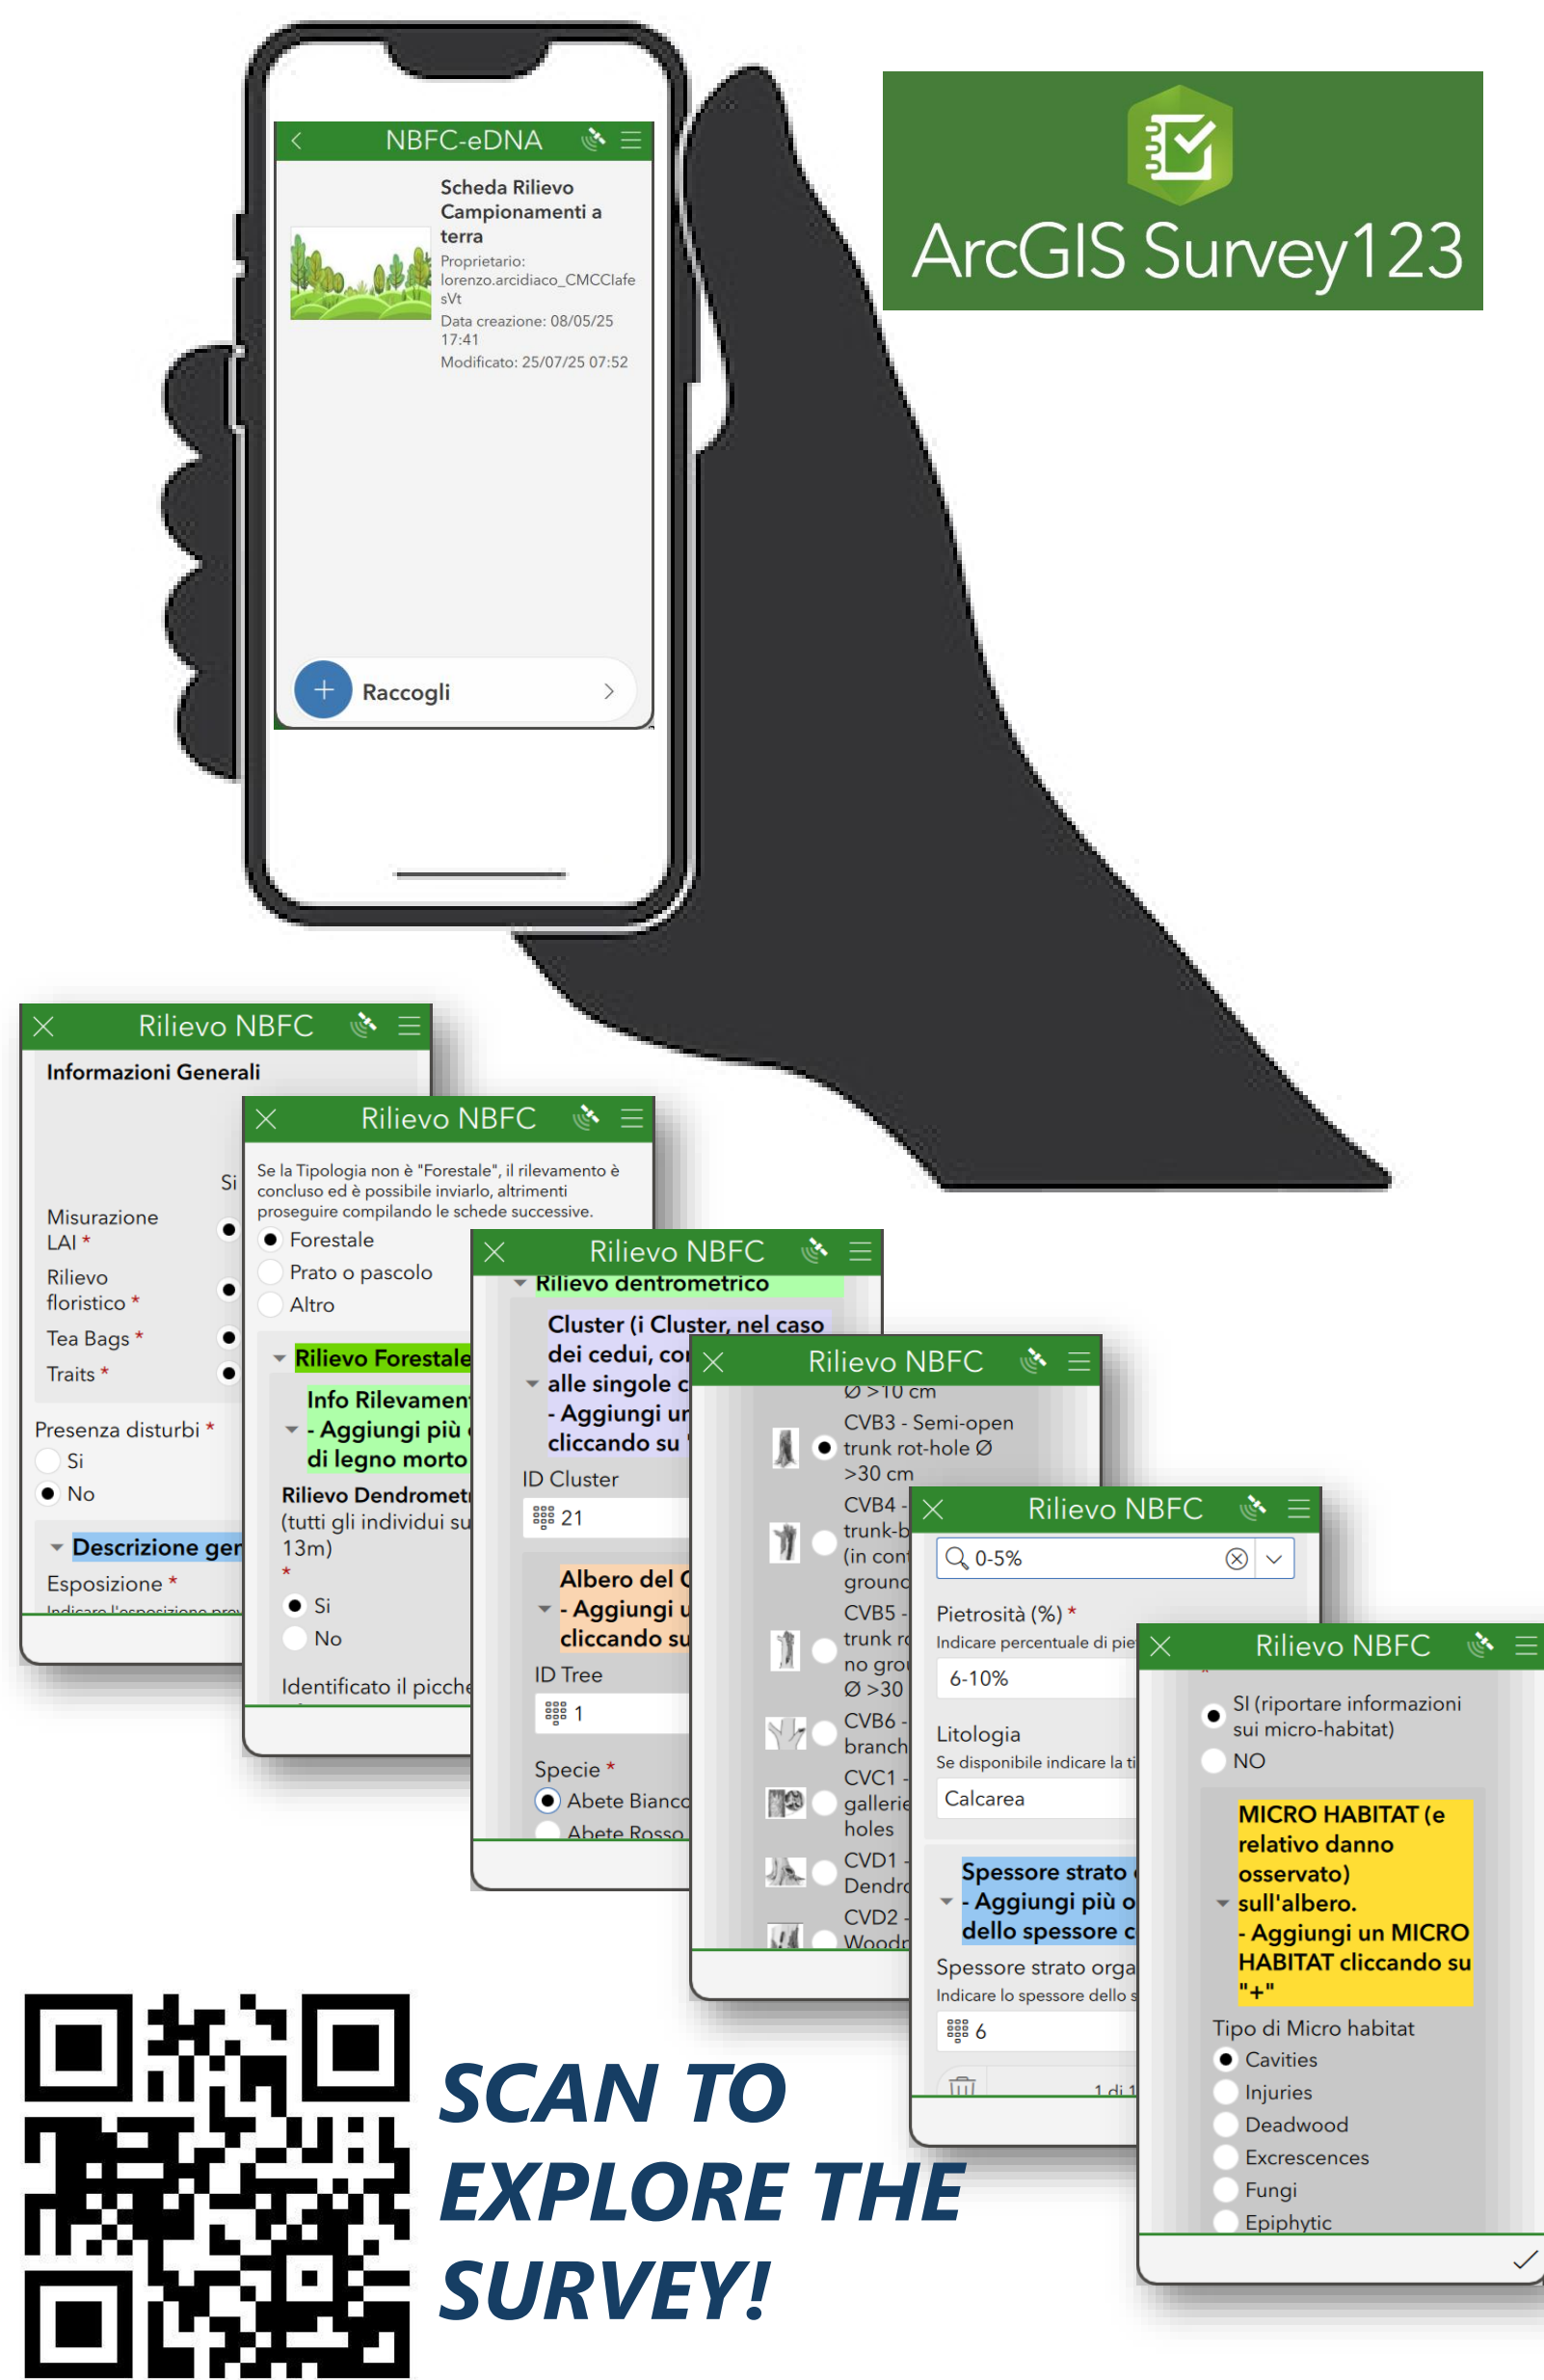 NBFC-eDNA
Scheda Rilievo
Campionamenti a
terra
Proprietario:
lorenzo.arcidiaco_CMCCIafe
sVt
Data creazione: 08/05/25
17:41
Modificato: 25/07/25 07:52
Raccogli
ArcGIS Survey123
Rilievo NBFC
Informazioni Generali
Si
Misurazione
LAI *
Rilievo
floristico *
Tea Bags *
Traits *
Presenza disturbi *
Si
No
Descrizione ger
Esposizione *
Indicare l'esposizione prev
Rilievo NBFC
Se la Tipologia non è "Forestale", il rilevamento è
concluso ed è possibile inviarlo, altrimenti
proseguire compilando le schede successive.
Forestale
Prato o pascolo
Altro
Rilievo Forestale
Info Rilevamen
- Aggiungi più
di legno morto
Rilievo Dendromet
(tutti gli individui su
13m)
*
Si
No
Identificato il picche
Rilievo NBFC
Rilievo dentrometrico
Cluster (i Cluster, nel caso
dei cedui, co
alle singole c
- Aggiungi ur
cliccando su "
ID Cluster
21
Albero del C
- Aggiungi u
cliccando su
ID Tree
1
Specie *
Abete Bianco
Abete Rosso
Rilievo NBFC
Ø >10 cm
CVB3 - Semi-open
trunk rot-hole Ø
>30 cm
CVB4 -
trunk-b
(in cont
ground
CVB5 -
trunk ro
no grou
Ø >30
CVB6 -
branch
CVC1 -
gallerie
holes
CVD1 -
Dendro
CVD2 -
Woodp
Rilievo NBFC
0-5%
Pietrosità (%) *
Indicare percentuale di pie
6-10%
Litologia
Se disponibile indicare la ti
Calcarea
Spessore strato
- Aggiungi più o
dello spessore c
Spessore strato orga
Indicare lo spessore dello s
6
1 di 1
Rilievo NBFC
*
SI (riportare informazioni
sui micro-habitat)
NO
MICRO HABITAT (e
relativo danno
osservato)
sull'albero.
- Aggiungi un MICRO
HABITAT cliccando su
"+"
Tipo di Micro habitat
Cavities
Injuries
Deadwood
Excrescences
Fungi
Epiphytic
SCAN TO
EXPLORE THE
SURVEY!